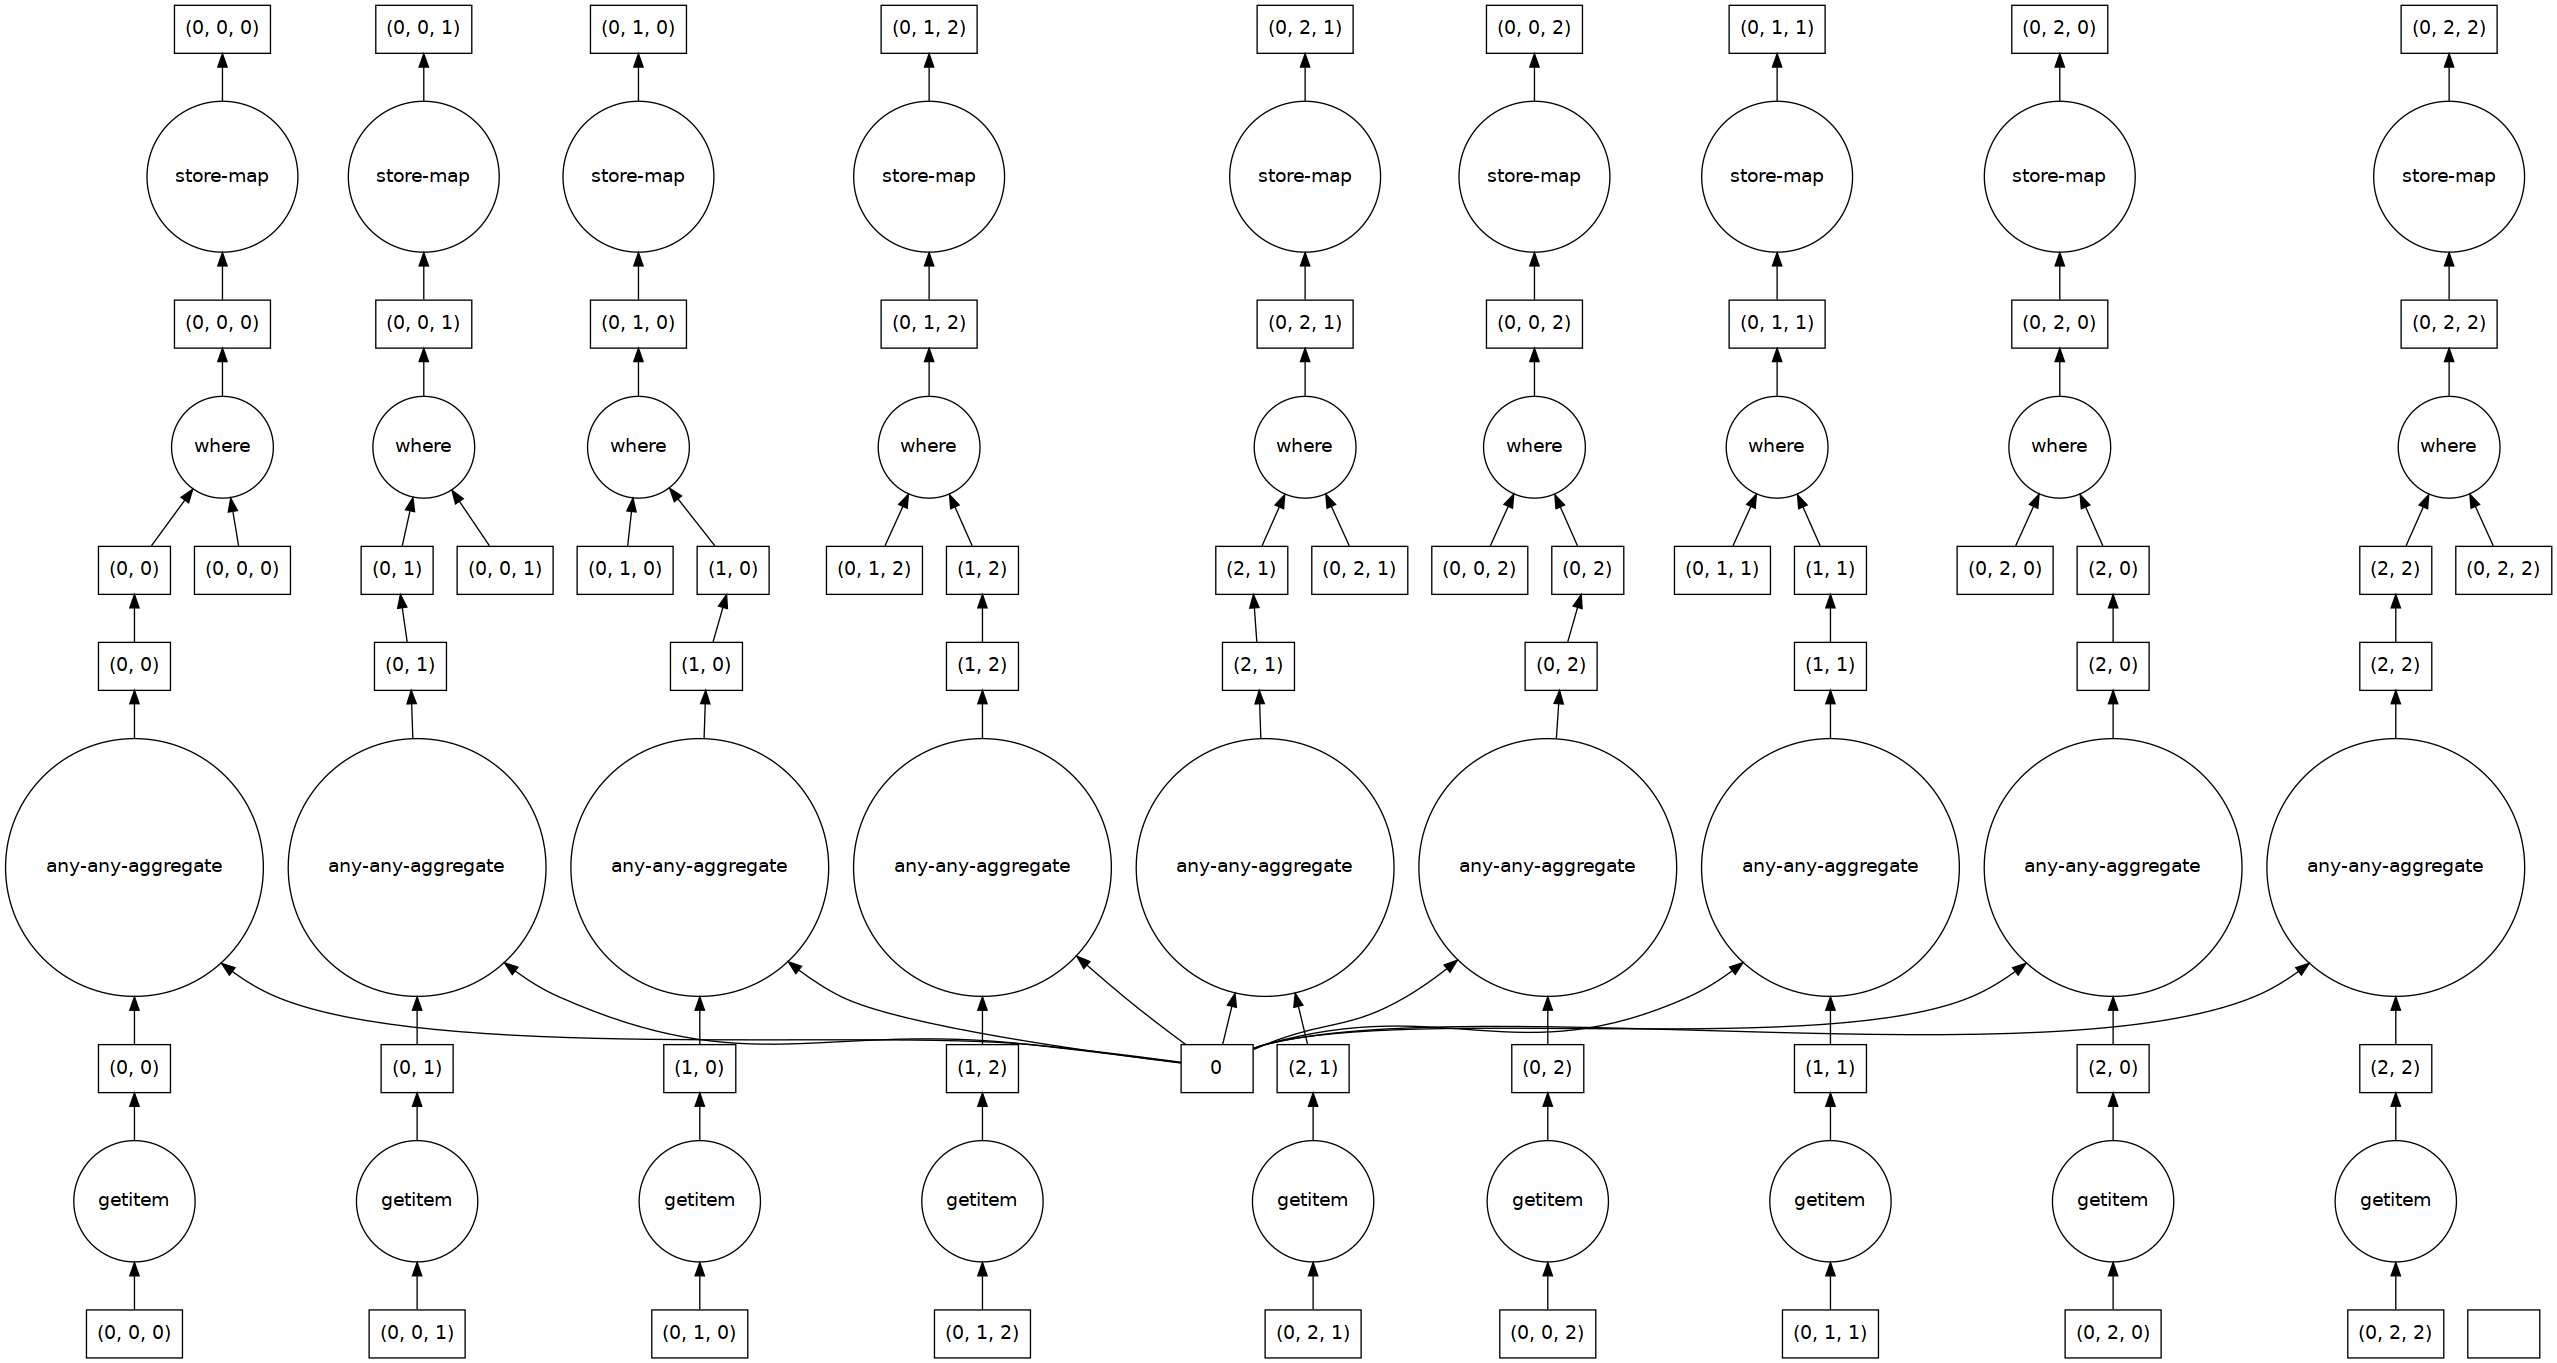 (0, 0, 0) (0, 0, 1) (0, 1, 0) (0, 1, 2) (0, 2, 1) (0, 0, 2) (0, 1, 1) (0, 2, 0) (0, 2, 2)
store-map store-map store-map store-map store-map store-map store-map store-map store-map
(0, 0, 0) (0, 0, 1) (0, 1, 0) (0, 1, 2) (0, 2, 1) (0, 0, 2) (0, 1, 1) (0, 2, 0) (0, 2, 2)
where where where where where where where where where
(0, 0) (0, 0, 0) (0, 1) (0, 0, 1) (0, 1, 0) (1, 0) (0, 1, 2) (1, 2) (2, 1) (0, 2, 1) (0, 0, 2) (0, 2) (0, 1, 1) (1, 1) (0, 2, 0) (2, 0) (2, 2) (0, 2, 2)
(0, 0) (0, 1) (1, 0) (1, 2) (2, 1) (0, 2) (1, 1) (2, 0) (2, 2)
any-any-aggregate any-any-aggregate any-any-aggregate any-any-aggregate any-any-aggregate any-any-aggregate any-any-aggregate any-any-aggregate any-any-aggregate
(0, 0) (0, 1) (1, 0) (1, 2) 0 (2, 1) (0, 2) (1, 1) (2, 0) (2, 2)
getitem getitem getitem getitem getitem getitem getitem getitem getitem
(0, 0, 0) (0, 0, 1) (0, 1, 0) (0, 1, 2) (0, 2, 1) (0, 0, 2) (0, 1, 1) (0, 2, 0) (0, 2, 2)